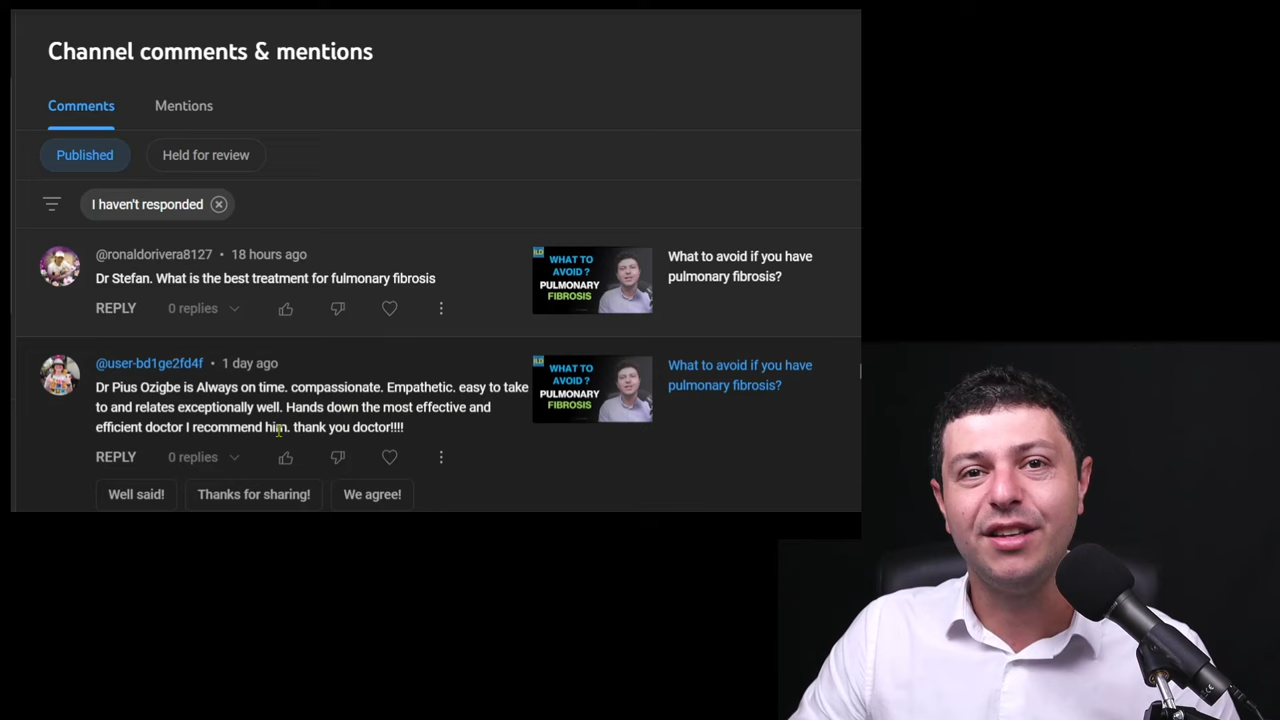 Channel comments & mentions
Comments Mentions
Published Held for review
I haven't responded
@ronaldorivera8127 • 18 hours ago
Dr Stefan. What is the best treatment for fulmonary fibrosis
REPLY 0 replies
ILD
WHAT TO
AVOID ?
PULMONARY
FIBROSIS
What to avoid if you have
pulmonary fibrosis?
@user-bd1ge2fd4f • 1 day ago
Dr Pius Ozigbe is Always on time. compassionate. Empathetic. easy to take
to and relates exceptionally well. Hands down the most effective and
efficient doctor I recommend him. thank you doctor!!!!
REPLY 0 replies
Well said! Thanks for sharing! We agree!
ILD
WHAT TO
AVOID ?
PULMONARY
FIBROSIS
What to avoid if you have
pulmonary fibrosis?